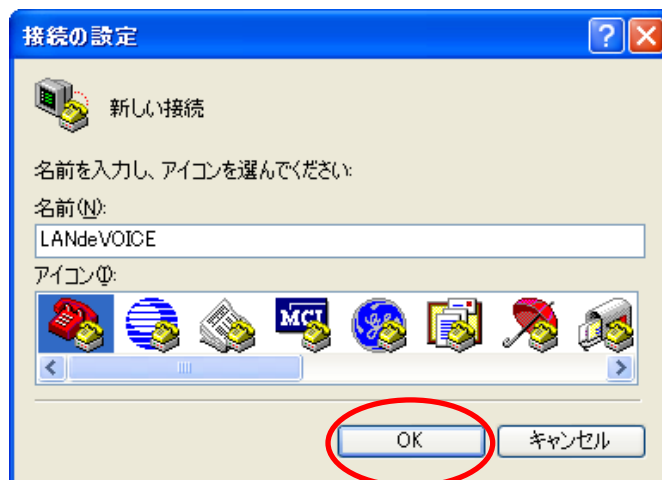 接続の設定
新しい接続
名前を入力し、アイコンを選んでください:
名前(N):
LANdeVOICE
アイコン(I):
MCI
OK
キャンセル